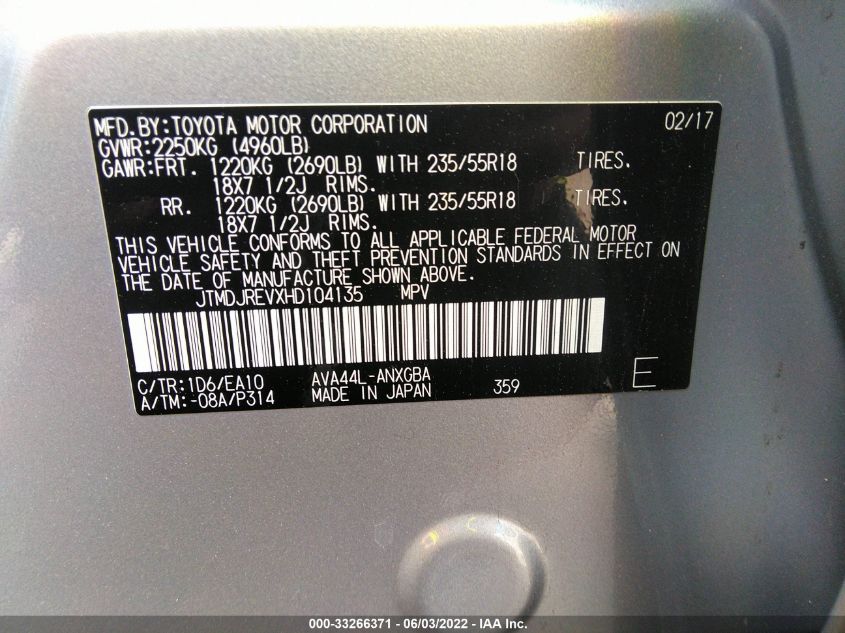 MFD.BY:TOYOTA MOTOR CORPORATION 02/17
GVWR:2250KG (4960LB)
GAWR:FRT. 1220KG (2690LB) WITH 235/55R18 TIRES.
18X7 1/2J RIMS.
RR. 1220KG (2690LB) WITH 235/55R18 TIRES.
18X7 1/2J RIMS.
THIS VEHICLE CONFORMS TO ALL APPLICABLE FEDERAL MOTOR
VEHICLE SAFETY AND THEFT PREVENTION STANDARDS IN EFFECT ON
THE DATE OF MANUFACTURE SHOWN ABOVE.
JTMDJREVXHD104135 MPV
C/TR:1D6/EA10 AVA44L-ANXGBA E
A/TM:-08A/P314 MADE IN JAPAN 359
000-33266371 - 06/03/2022 - IAA Inc.